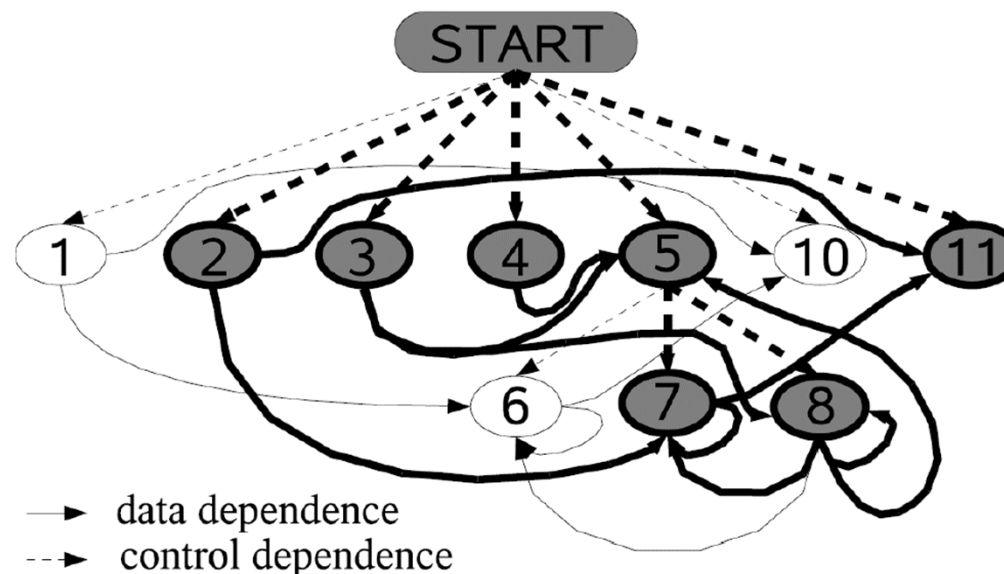 START
1 2 3 4 5 10 11
6 7 8
data dependence
control dependence